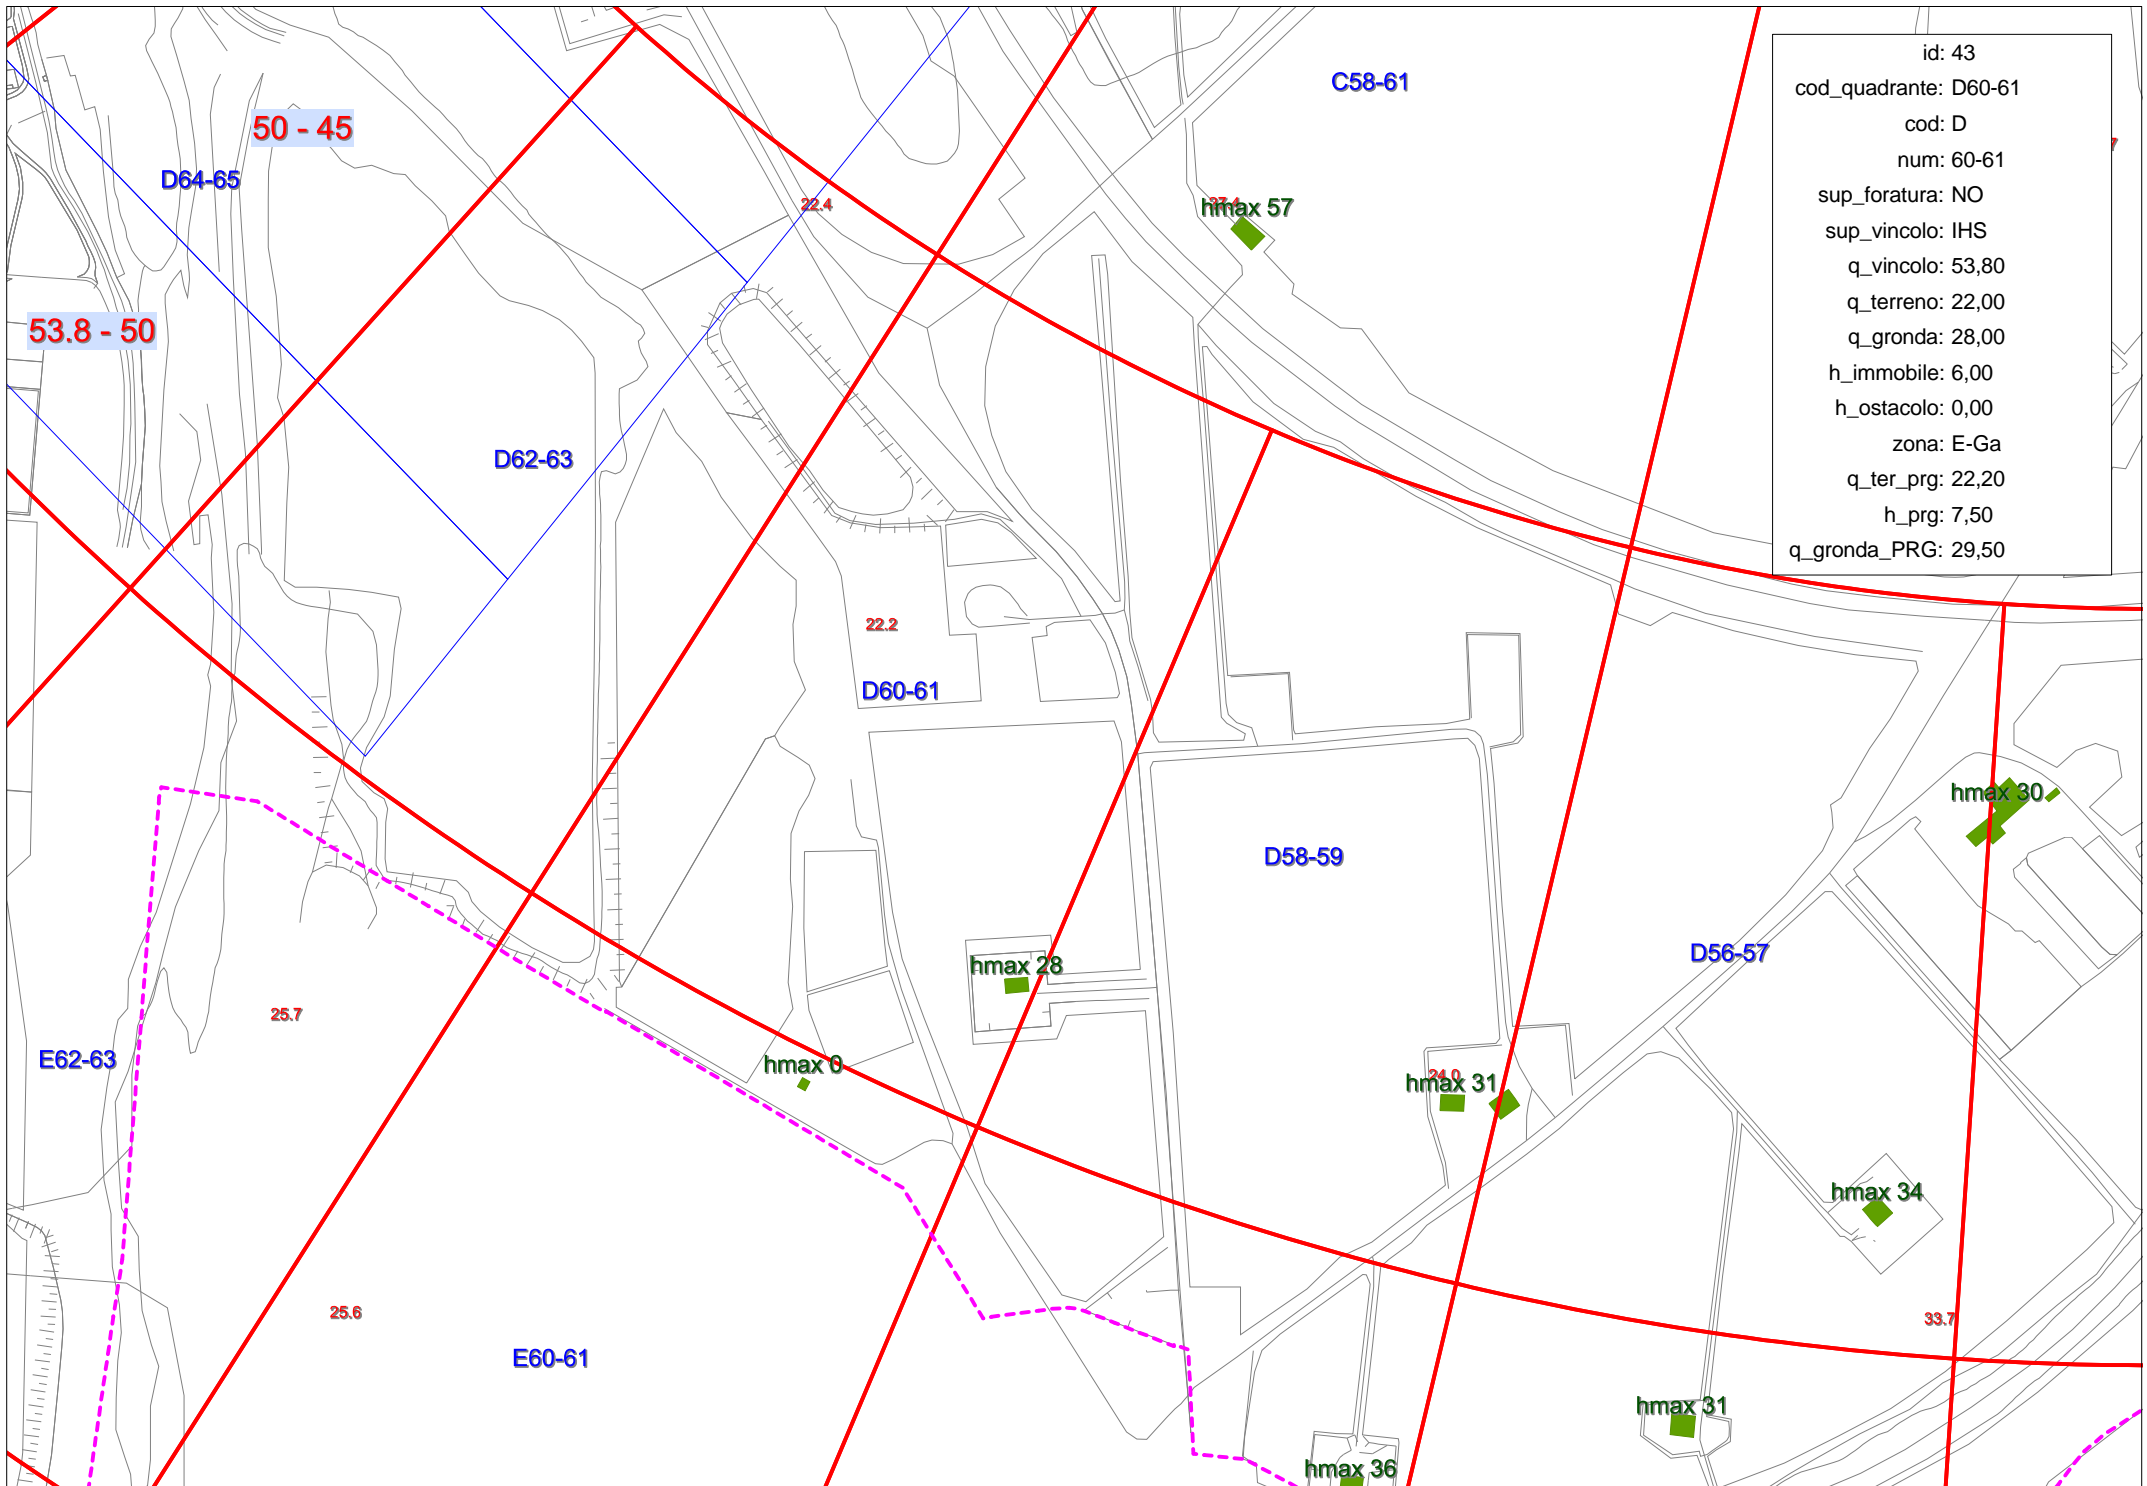 C58-61
50 - 45
D64-65
22.4
hmax 57
53.8 - 50
id: 43
cod_quadrante: D60-61
cod: D
num: 60-61
sup_foratura: NO
sup_vincolo: IHS
q_vincolo: 53,80
q_terreno: 22,00
q_gronda: 28,00
h_immobile: 6,00
h_ostacolo: 0,00
zona: E-Ga
q_ter_prg: 22,20
h_prg: 7,50
q_gronda_PRG: 29,50
D62-63
22.2
D60-61
hmax 30
D58-59
D56-57
hmax 28
25.7
E62-63
hmax 0
24.0
hmax 31
hmax 34
25.6
33.7
E60-61
hmax 31
hmax 36